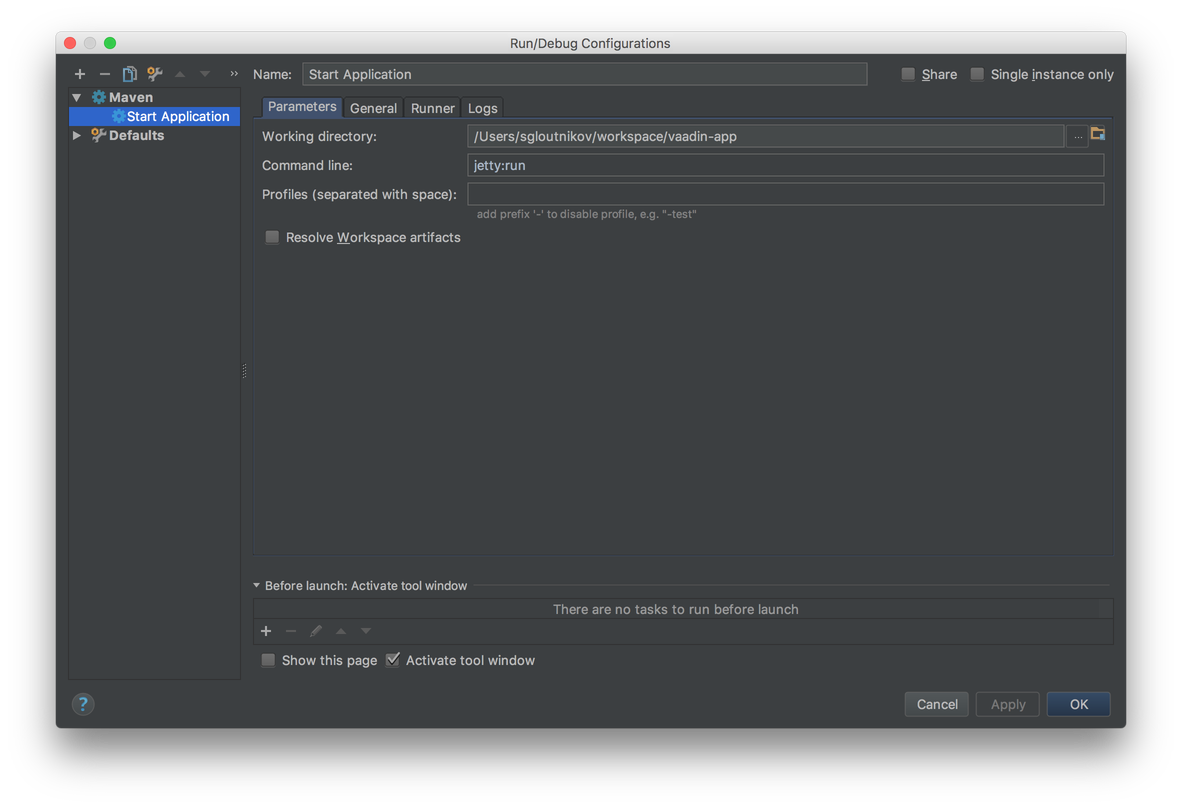 Run/Debug Configurations
» Name: Start Application Share Single instance only
Maven
Start Application
Defaults
Parameters General Runner Logs
Working directory: /Users/sgloutnikov/workspace/vaadin-app ...
Command line: jetty:run
Profiles (separated with space):
add prefix '-' to disable profile, e.g. "-test"
Resolve Workspace artifacts
Before launch: Activate tool window
There are no tasks to run before launch
Show this page Activate tool window
? Cancel Apply OK